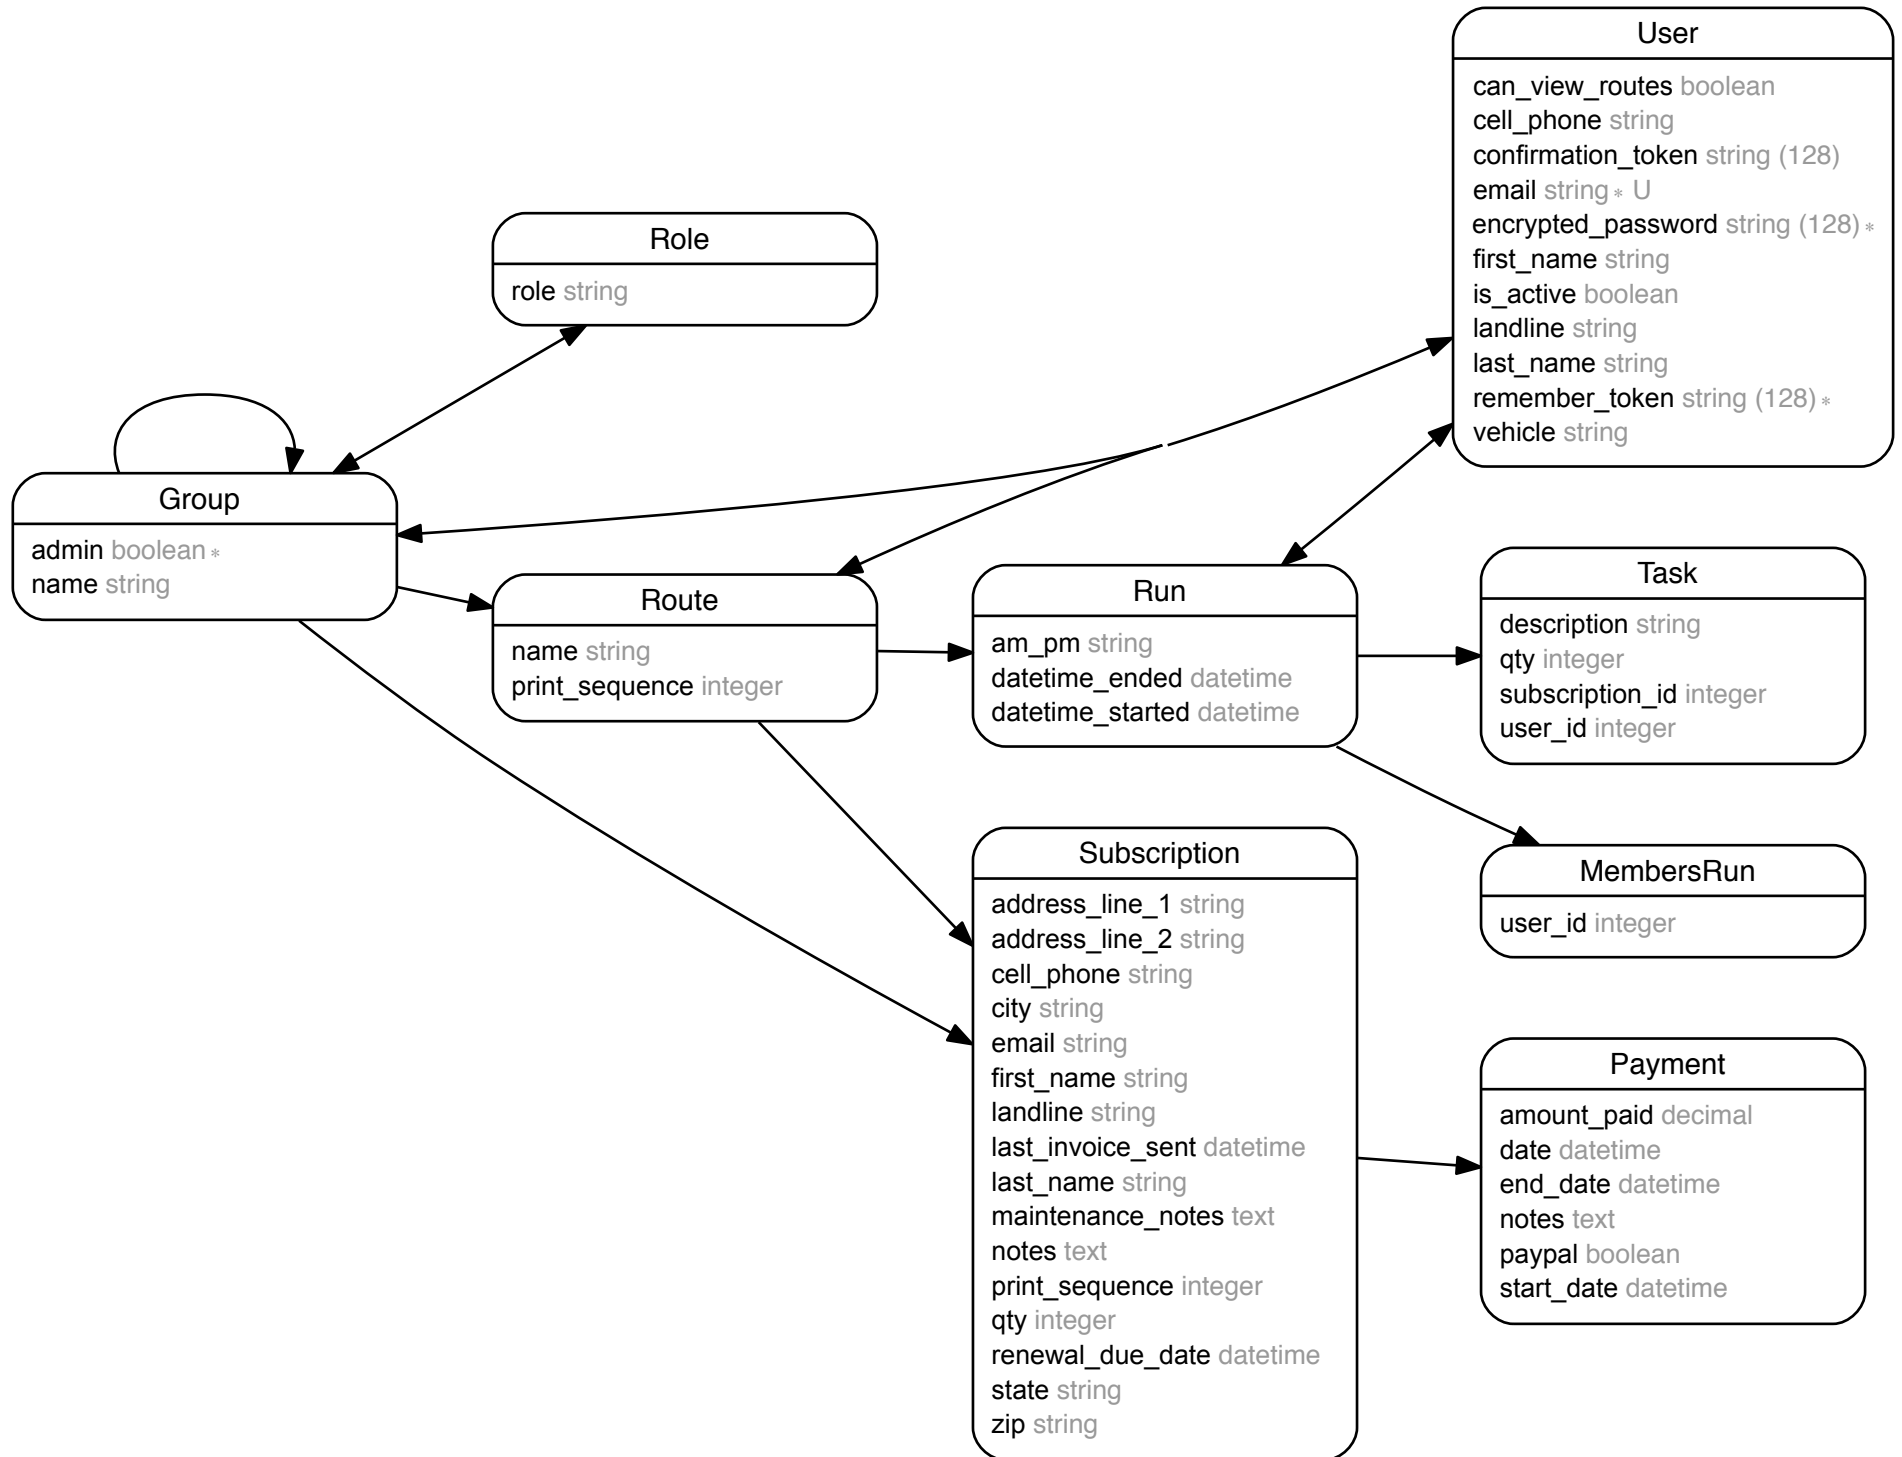 User
can_view_routes boolean
cell_phone string
confirmation_token string (128)
email string* U
encrypted_password string (128)*
first_name string
is_active boolean
landline string
last_name string
remember_token string (128)*
vehicle string
Role
role string
Group
admin boolean*
name string
Route
name string
print_sequence integer
Run
am_pm string
datetime_ended datetime
datetime_started datetime
Task
description string
qty integer
subscription_id integer
user_id integer
Subscription
address_line_1 string
address_line_2 string
cell_phone string
city string
email string
first_name string
landline string
last_invoice_sent datetime
last_name string
maintenance_notes text
notes text
print_sequence integer
qty integer
renewal_due_date datetime
state string
zip string
MembersRun
user_id integer
Payment
amount_paid decimal
date datetime
end_date datetime
notes text
paypal boolean
start_date datetime